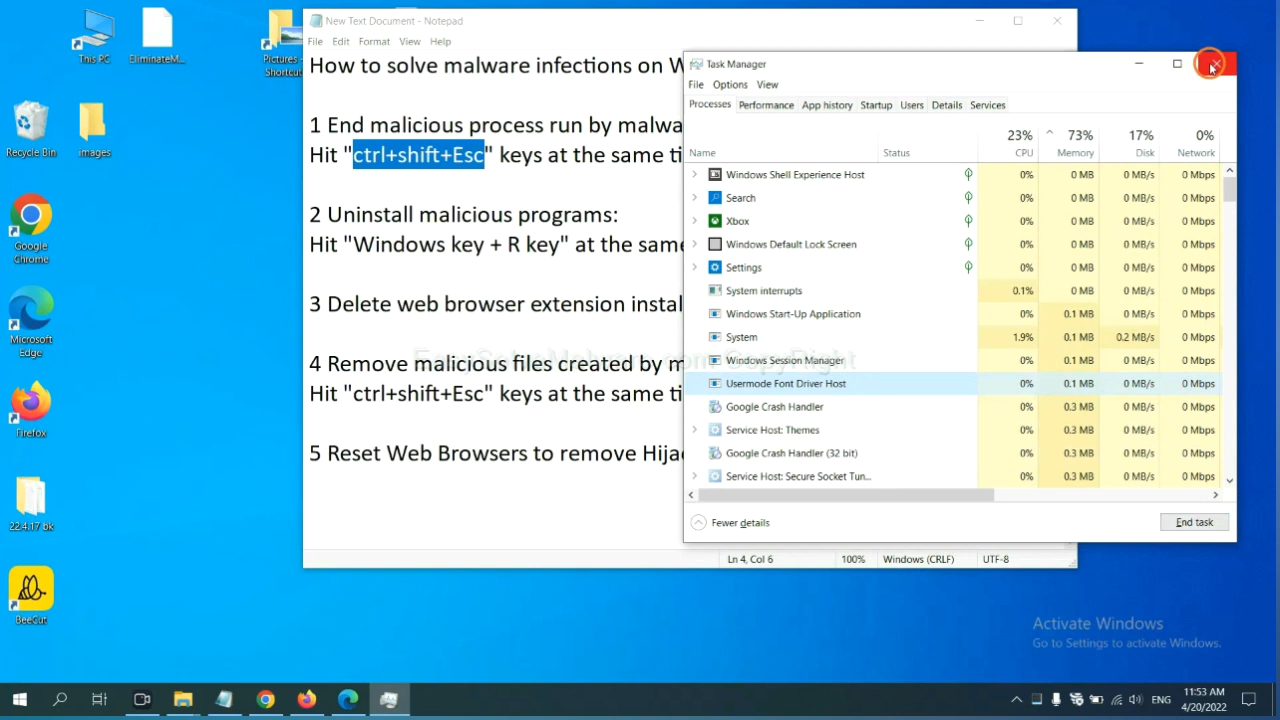 This PC
EliminateM...
Pictures -
Shortcut
Recycle Bin
images
Google
Chrome
Microsoft
Edge
Firefox
22.4.17 bk
BeeCut
New Text Document - Notepad
File Edit Format View Help
How to solve malware infections on W
1 End malicious process run by malwa
Hit "ctrl+shift+Esc" keys at the same ti
2 Uninstall malicious programs:
Hit "Windows key + R key" at the same
3 Delete web browser extension instal
4 Remove malicious files created by m
Hit "ctrl+shift+Esc" keys at the same ti
5 Reset Web Browsers to remove Hijac
Ln 4, Col 6 100% Windows (CRLF) UTF-8
Task Manager
File Options View
Processes Performance App history Startup Users Details Services
23% 73% 17% 0%
Name Status CPU Memory Disk Network
Windows Shell Experience Host 0% 0 MB 0 MB/s 0 Mbps
Search 0% 0 MB 0 MB/s 0 Mbps
Xbox 0% 0 MB 0 MB/s 0 Mbps
Windows Default Lock Screen 0% 0 MB 0 MB/s 0 Mbps
Settings 0% 0 MB 0 MB/s 0 Mbps
System interrupts 0.1% 0 MB 0 MB/s 0 Mbps
Windows Start-Up Application 0% 0.1 MB 0 MB/s 0 Mbps
System 1.9% 0.1 MB 0.2 MB/s 0 Mbps
Windows Session Manager 0% 0.1 MB 0 MB/s 0 Mbps
Usermode Font Driver Host 0% 0.1 MB 0 MB/s 0 Mbps
Google Crash Handler 0% 0.3 MB 0 MB/s 0 Mbps
Service Host: Themes 0% 0.3 MB 0 MB/s 0 Mbps
Google Crash Handler (32 bit) 0% 0.3 MB 0 MB/s 0 Mbps
Service Host: Secure Socket Tun... 0% 0.3 MB 0 MB/s 0 Mbps
Fewer details End task
Activate Windows
Go to Settings to activate Windows.
ENG
11:53 AM
4/20/2022